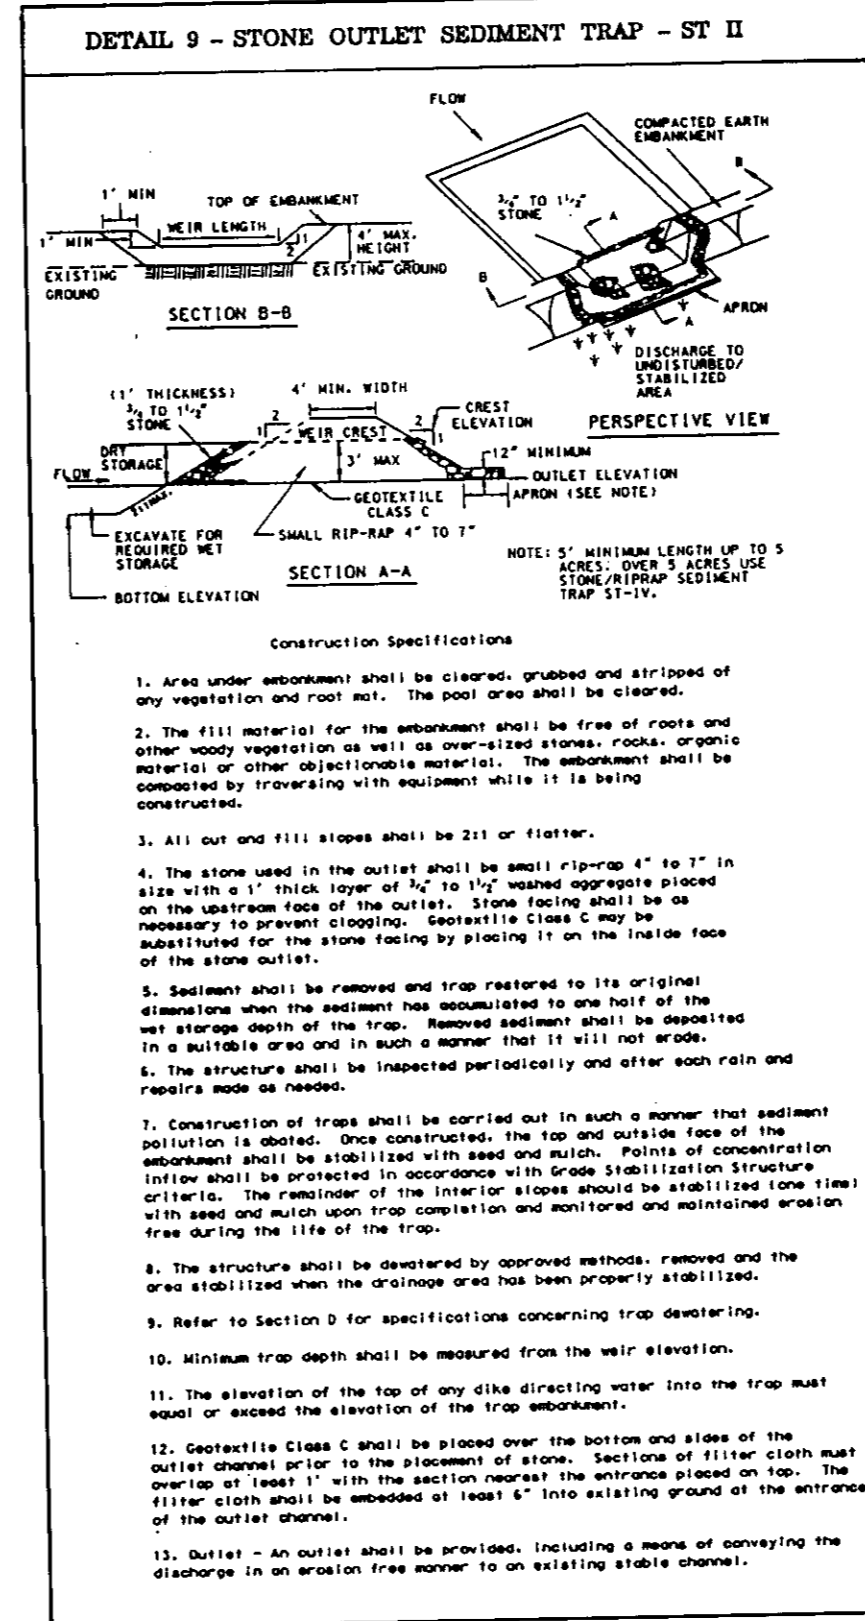 DETAIL 9 - STONE OUTLET SEDIMENT TRAP - ST II
FLOW
COMPACTED EARTH
EMBANKMENT
B
3/4" TO 1 1/2"
STONE
A
B
A
APRON
DISCHARGE TO
UNDISTURBED/
STABILIZED
AREA
PERSPECTIVE VIEW
1' MIN
TOP OF EMBANKMENT
WEIR LENGTH
1' MIN
1
2
4' MAX.
HEIGHT
EXISTING
GROUND
EXISTING GROUND
SECTION B-B
(1' THICKNESS)
3/4 TO 1 1/2"
STONE
4' MIN. WIDTH
2
1
WEIR CREST
2
1
CREST
ELEVATION
DRY
STORAGE
3' MAX
12" MINIMUM
FLOW
OUTLET ELEVATION
2:1 MAX.
GEOTEXTILE
CLASS C
APRON (SEE NOTE)
EXCAVATE FOR
REQUIRED WET
STORAGE
SMALL RIP-RAP 4" TO 7"
BOTTOM ELEVATION
SECTION A-A
NOTE: 5' MINIMUM LENGTH UP TO 5
ACRES: OVER 5 ACRES USE
STONE/RIPRAP SEDIMENT
TRAP ST-IV.
Construction Specifications
1. Area under embankment shall be cleared, grubbed and stripped of
any vegetation and root mat. The pool area shall be cleared.
2. The fill material for the embankment shall be free of roots and
other woody vegetation as well as over-sized stones, rocks, organic
material or other objectionable material. The embankment shall be
compacted by traversing with equipment while it is being
constructed.
3. All cut and fill slopes shall be 2:1 or flatter.
4. The stone used in the outlet shall be small rip-rap 4" to 7" in
size with a 1' thick layer of 3/4" to 1 1/2" washed aggregate placed
on the upstream face of the outlet. Stone facing shall be as
necessary to prevent clogging. Geotextile Class C may be
substituted for the stone facing by placing it on the inside face
of the stone outlet.
5. Sediment shall be removed and trap restored to its original
dimensions when the sediment has accumulated to one half of the
wet storage depth of the trap. Removed sediment shall be deposited
in a suitable area and in such a manner that it will not erode.
6. The structure shall be inspected periodically and after each rain and
repairs made as needed.
7. Construction of traps shall be carried out in such a manner that sediment
pollution is abated. Once constructed, the top and outside face of the
embankment shall be stabilized with seed and mulch. Points of concentration
inflow shall be protected in accordance with Grade Stabilization Structure
criteria. The remainder of the interior slopes should be stabilized (one time)
with seed and mulch upon trap completion and monitored and maintained erosion
free during the life of the trap.
8. The structure shall be dewatered by approved methods, removed and the
area stabilized when the drainage area has been properly stabilized.
9. Refer to Section D for specifications concerning trap dewatering.
10. Minimum trap depth shall be measured from the weir elevation.
11. The elevation of the top of any dike directing water into the trap must
equal or exceed the elevation of the trap embankment.
12. Geotextile Class C shall be placed over the bottom and sides of the
outlet channel prior to the placement of stone. Sections of filter cloth must
overlap at least 1' with the section nearest the entrance placed on top. The
filter cloth shall be embedded at least 6" into existing ground at the entrance
of the outlet channel.
13. Outlet - An outlet shall be provided, including a means of conveying the
discharge in an erosion free manner to an existing stable channel.